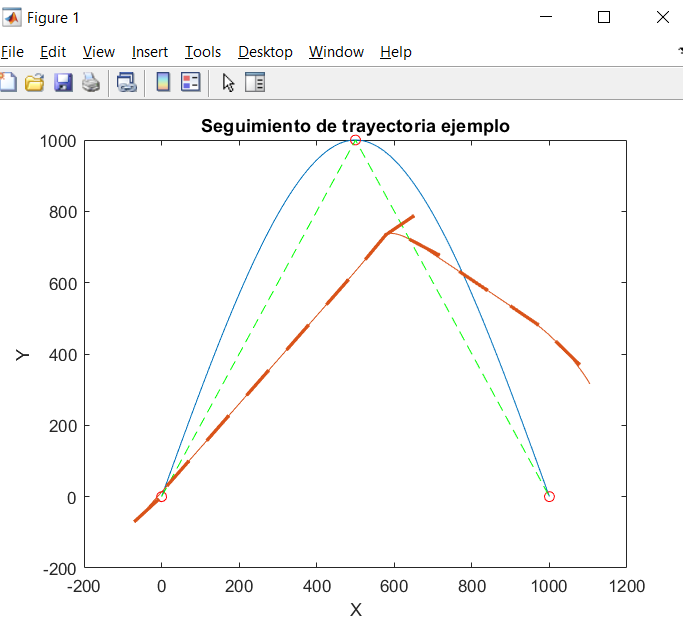 Figure 1
File Edit View Insert Tools Desktop Window Help
Seguimiento de trayectoria ejemplo
1000
800
600
400
200
0
-200
Y
-200 0 200 400 600 800 1000 1200
X